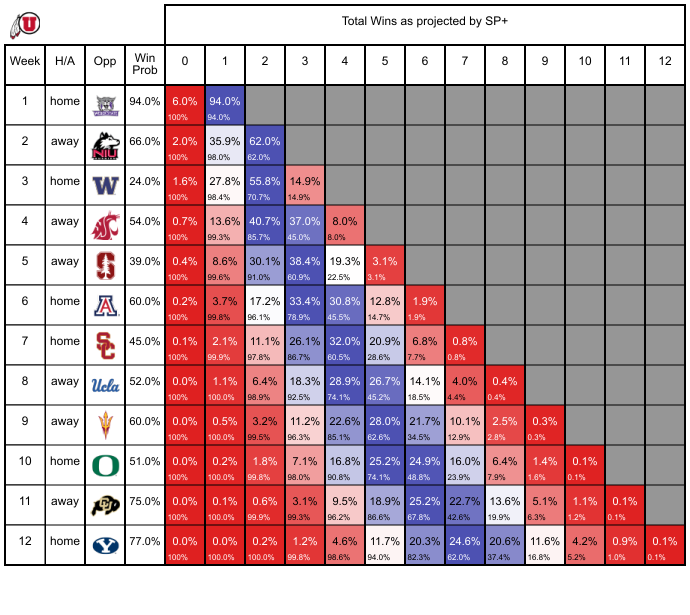 U
Total Wins as projected by SP+
Week H/A Opp Win Prob 0 1 2 3 4 5 6 7 8 9 10 11 12
1 home WILDCATS 94.0% 6.0% 94.0%
100% 94.0%
2 away NIU 66.0% 2.0% 35.9% 62.0%
100% 98.0% 62.0%
3 home W 24.0% 1.6% 27.8% 55.8% 14.9%
100% 98.4% 70.7% 14.9%
4 away 54.0% 0.7% 13.6% 40.7% 37.0% 8.0%
100% 99.3% 85.7% 45.0% 8.0%
5 away S 39.0% 0.4% 8.6% 30.1% 38.4% 19.3% 3.1%
100% 99.6% 91.0% 60.9% 22.5% 3.1%
6 home A 60.0% 0.2% 3.7% 17.2% 33.4% 30.8% 12.8% 1.9%
100% 99.8% 96.1% 78.9% 45.5% 14.7% 1.9%
7 home SC 45.0% 0.1% 2.1% 11.1% 26.1% 32.0% 20.9% 6.8% 0.8%
100% 99.9% 97.8% 86.7% 60.5% 28.6% 7.7% 0.8%
8 away Ucla 52.0% 0.0% 1.1% 6.4% 18.3% 28.9% 26.7% 14.1% 4.0% 0.4%
100% 100.0% 98.9% 92.5% 74.1% 45.2% 18.5% 4.4% 0.4%
9 away 60.0% 0.0% 0.5% 3.2% 11.2% 22.6% 28.0% 21.7% 10.1% 2.5% 0.3%
100% 100.0% 99.5% 96.3% 85.1% 62.6% 34.5% 12.9% 2.8% 0.3%
10 home O 51.0% 0.0% 0.2% 1.8% 7.1% 16.8% 25.2% 24.9% 16.0% 6.4% 1.4% 0.1%
100% 100.0% 99.8% 98.0% 90.8% 74.1% 48.8% 23.9% 7.9% 1.6% 0.1%
11 away CU 75.0% 0.0% 0.1% 0.6% 3.1% 9.5% 18.9% 25.2% 22.7% 13.6% 5.1% 1.1% 0.1%
100% 100.0% 99.9% 99.3% 96.2% 86.6% 67.8% 42.6% 19.9% 6.3% 1.2% 0.1%
12 home Y 77.0% 0.0% 0.0% 0.2% 1.2% 4.6% 11.7% 20.3% 24.6% 20.6% 11.6% 4.2% 0.9% 0.1%
100% 100.0% 100.0% 99.8% 98.6% 94.0% 82.3% 62.0% 37.4% 16.8% 5.2% 1.0% 0.1%